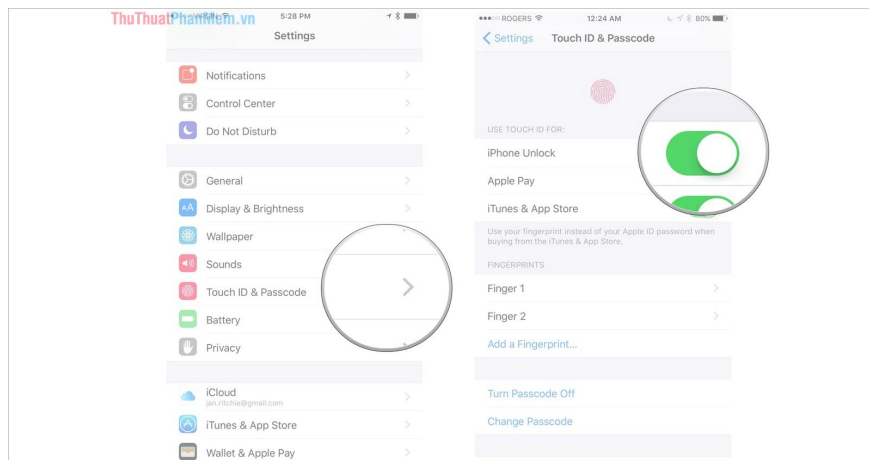 ThuThuatPhanMem.vn
5:28 PM
Settings
Notifications
Control Center
Do Not Disturb
General
Display & Brightness
Wallpaper
Sounds
Touch ID & Passcode
Battery
Privacy
iCloud
jan.ritchie@gmail.com
iTunes & App Store
Wallet & Apple Pay
ROGERS 12:24 AM 80%
Settings Touch ID & Passcode
USE TOUCH ID FOR:
iPhone Unlock
Apple Pay
iTunes & App Store
Use your fingerprint instead of your Apple ID password when
buying from the iTunes & App Store.
FINGERPRINTS
Finger 1
Finger 2
Add a Fingerprint...
Turn Passcode Off
Change Passcode